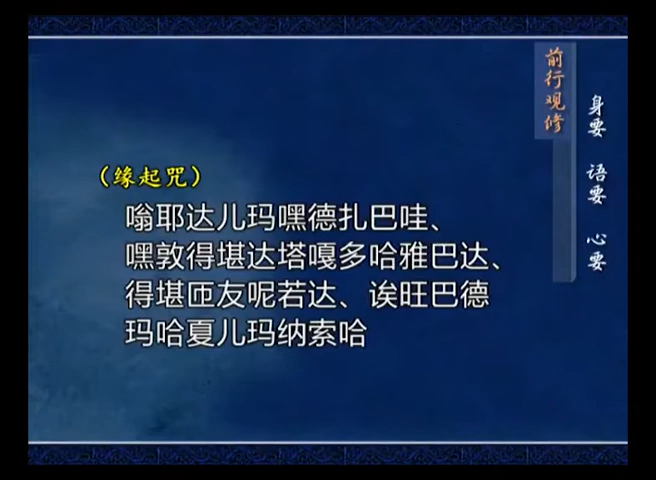 前行观修
身要 语要 心要
（缘起咒）
嗡耶达儿玛嘿德扎巴哇、
嘿敦得堪达塔嘎多哈雅巴达、
得堪匝友呢若达、诶旺巴德
玛哈夏儿玛纳索哈